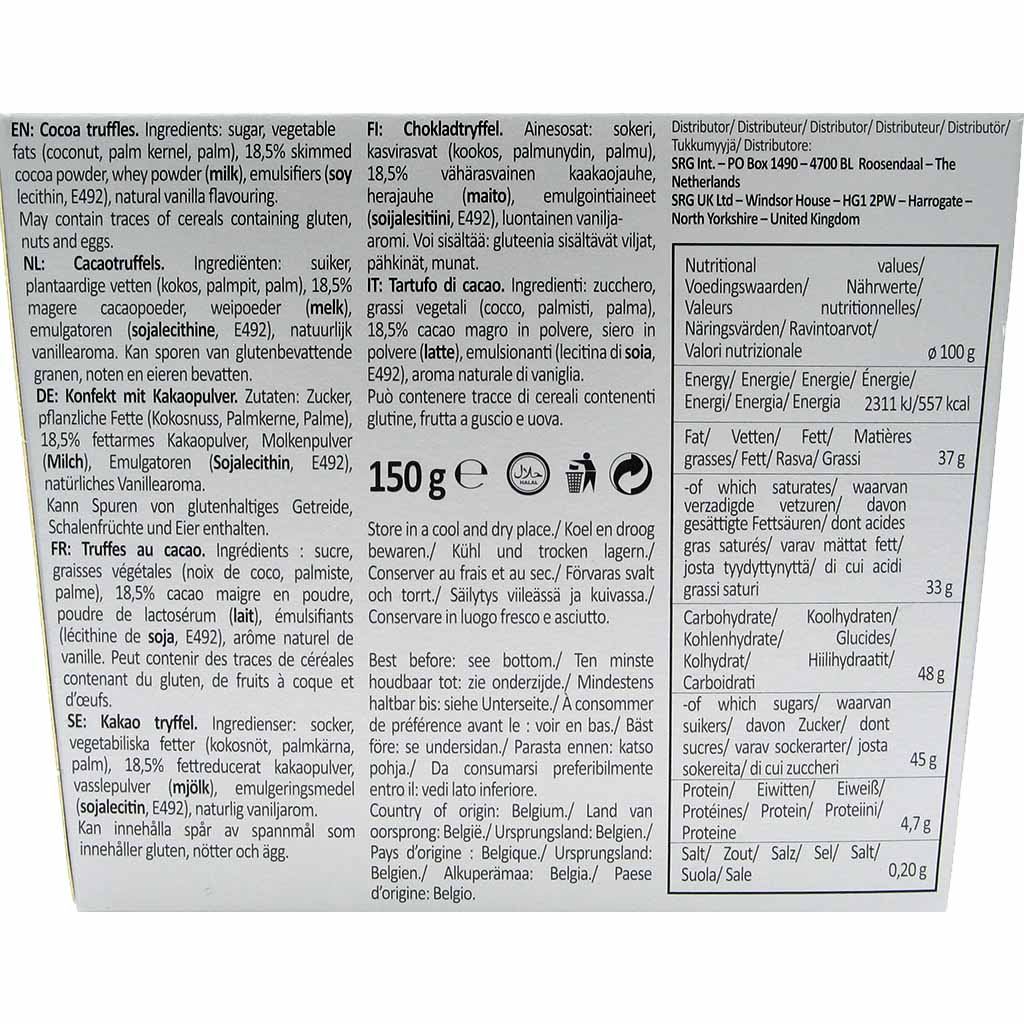 EN: Cocoa truffles. Ingredients: sugar, vegetable
fats (coconut, palm kernel, palm), 18,5% skimmed
cocoa powder, whey powder (milk), emulsifiers (soy
lecithin, E492), natural vanilla flavouring.
May contain traces of cereals containing gluten,
nuts and eggs.
NL: Cacaotruffels. Ingrediënten: suiker,
plantaardige vetten (kokos, palmpit, palm), 18,5%
magere cacaopoeder, weipoeder (melk),
emulgatoren (sojalecithine, E492), natuurlijk
vanillearoma. Kan sporen van glutenbevattende
granen, noten en eieren bevatten.
DE: Konfekt mit Kakaopulver. Zutaten: Zucker,
pflanzliche Fette (Kokosnuss, Palmkerne, Palme),
18,5% fettarmes Kakaopulver, Molkenpulver
(Milch), Emulgatoren (Sojalecithin, E492),
natürliches Vanillearoma.
Kann Spuren von glutenhaltiges Getreide,
Schalenfrüchte und Eier enthalten.
FR: Truffes au cacao. Ingrédients : sucre,
graisses végétales (noix de coco, palmiste,
palme), 18,5% cacao maigre en poudre,
poudre de lactosérum (lait), émulsifiants
(lécithine de soja, E492), arôme naturel de
vanille. Peut contenir des traces de céréales
contenant du gluten, de fruits à coque et
d'œufs.
SE: Kakao tryffel. Ingredienser: socker,
vegetabiliska fetter (kokosnöt, palmkärna,
palm), 18,5% fettreducerat kakaopulver,
vasslepulver (mjölk), emulgeringsmedel
(sojalecitin, E492), naturlig vaniljarom.
Kan innehålla spår av spannmål som
innehåller gluten, nötter och ägg.
FI: Chokladtryffel. Ainesosat: sokeri,
kasvirasvat (kookos, palmunydin, palmu),
18,5% vähärasvainen kaakaojauhe,
herajauhe (maito), emulgointiaineet
(soijalesitiini, E492), luontainen vanilja-
aromi. Voi sisältää: gluteenia sisältävät viljat,
pähkinät, munat.
IT: Tartufo di cacao. Ingredienti: zucchero,
grassi vegetali (cocco, palmisti, palma),
18,5% cacao magro in polvere, siero in
polvere (latte), emulsionanti (lecitina di soia,
E492), aroma naturale di vaniglia.
Può contenere tracce di cereali contenenti
glutine, frutta a guscio e uova.
150 g ℮ حلال HALAL
Store in a cool and dry place./ Koel en droog
bewaren./ Kühl und trocken lagern./
Conserver au frais et au sec./ Förvaras svalt
och torrt./ Säilytys viileässä ja kuivassa./
Conservare in luogo fresco e asciutto.
Best before: see bottom./ Ten minste
houdbaar tot: zie onderzijde./ Mindestens
haltbar bis: siehe Unterseite./ À consommer
de préférence avant le : voir en bas./ Bäst
före: se undersidan./ Parasta ennen: katso
pohja./ Da consumarsi preferibilmente
entro il: vedi lato inferiore.
Country of origin: Belgium./ Land van
oorsprong: België./ Ursprungsland: Belgien./
Pays d'origine : Belgique./ Ursprungsland:
Belgien./ Alkuperämaa: Belgia./ Paese
d'origine: Belgio.
Distributor/ Distributeur/ Distributor/ Distributeur/ Distributör/
Tukkumyyjä/ Distributore:
SRG Int. – PO Box 1490 – 4700 BL Roosendaal – The
Netherlands
SRG UK Ltd – Windsor House – HG1 2PW – Harrogate –
North Yorkshire – United Kingdom
Nutritional values/
Voedingswaarden/ Nährwerte/
Valeurs nutritionnelles/
Näringsvärden/ Ravintoarvot/
Valori nutrizionale ø 100 g
Energy/ Energie/ Energie/ Énergie/
Energi/ Energia/ Energia 2311 kJ/557 kcal
Fat/ Vetten/ Fett/ Matières
grasses/ Fett/ Rasva/ Grassi 37 g
-of which saturates/ waarvan
verzadigde vetzuren/ davon
gesättigte Fettsäuren/ dont acides
gras saturés/ varav mättat fett/
josta tyydyttynyttä/ di cui acidi
grassi saturi 33 g
Carbohydrate/ Koolhydraten/
Kohlenhydrate/ Glucides/
Kolhydrat/ Hiilihydraatit/
Carboidrati 48 g
-of which sugars/ waarvan
suikers/ davon Zucker/ dont
sucres/ varav sockerarter/ josta
sokereita/ di cui zuccheri 45 g
Protein/ Eiwitten/ Eiweiß/
Protéines/ Protein/ Proteiini/
Proteine 4,7 g
Salt/ Zout/ Salz/ Sel/ Salt/
Suola/ Sale 0,20 g